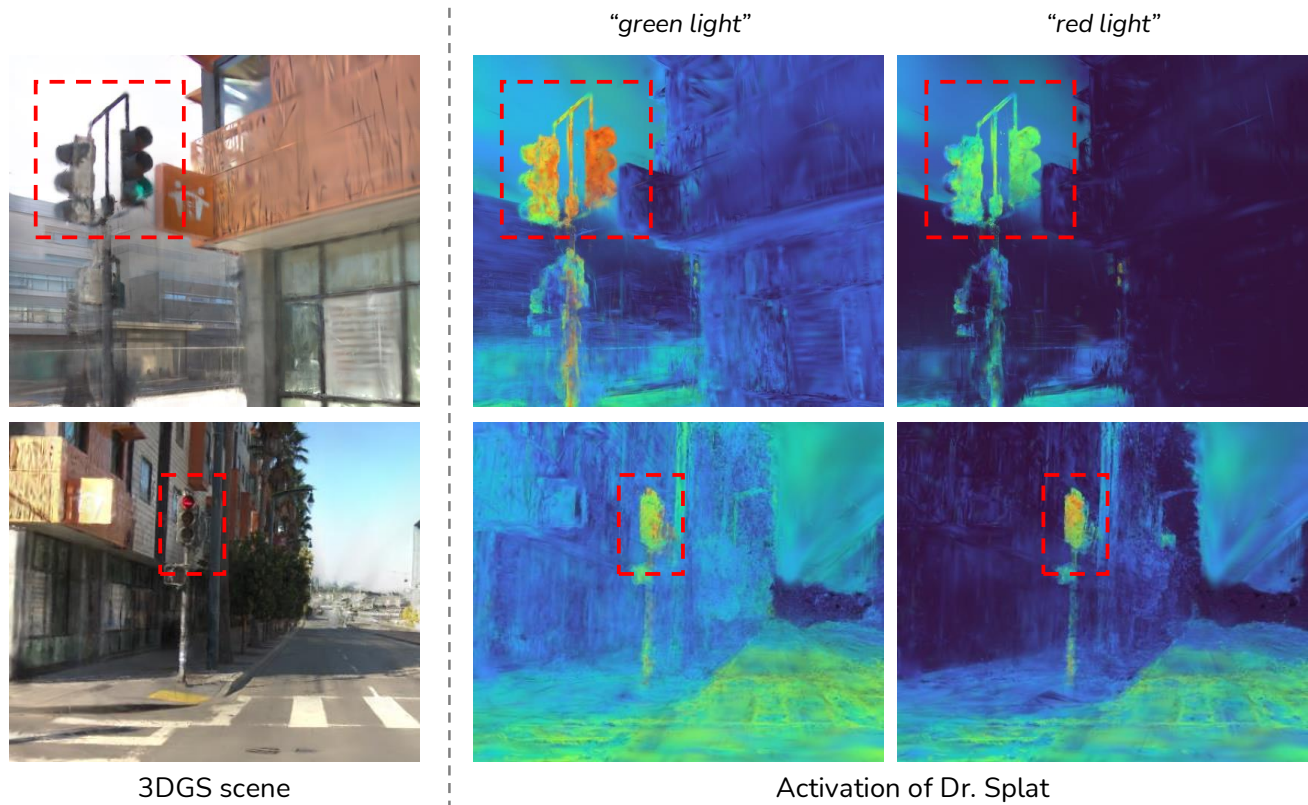 “green light”
“red light”
3DGS scene
Activation of Dr. Splat